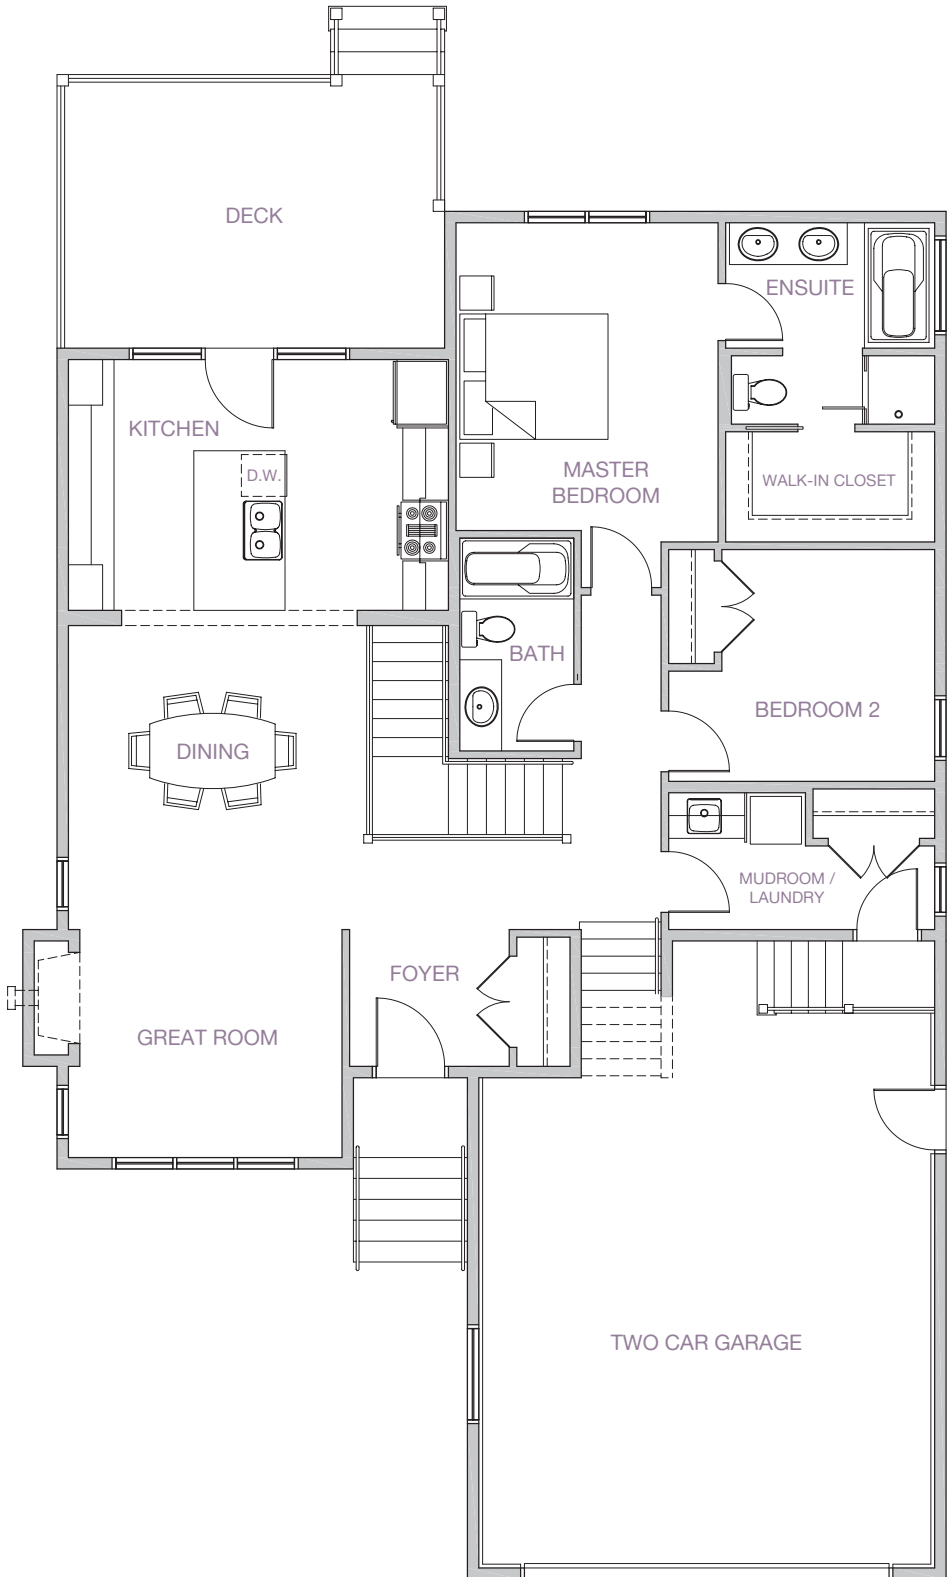 DECK
ENSUITE
KITCHEN
D.W.
MASTER
BEDROOM
WALK-IN CLOSET
BATH
BEDROOM 2
DINING
MUDROOM /
LAUNDRY
FOYER
GREAT ROOM
TWO CAR GARAGE